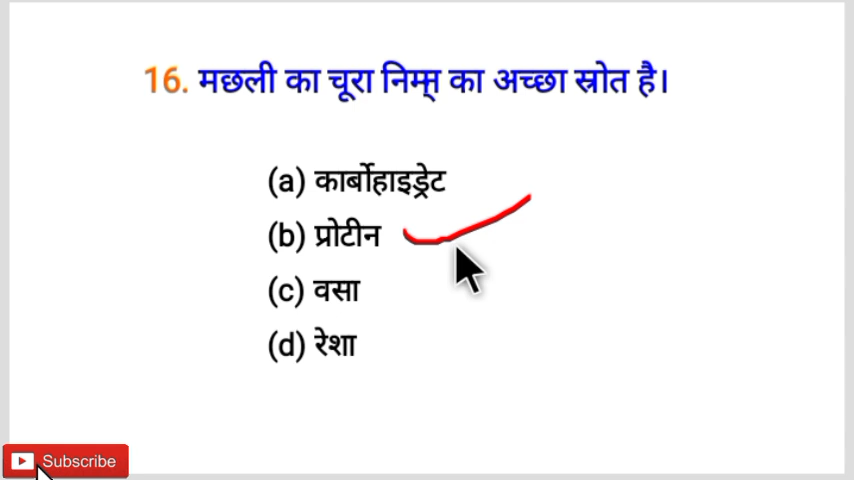 16. मछली का चूरा निम्म् का अच्छा स्रोत है।
(a) कार्बोहाइड्रेट
(b) प्रोटीन
(c) वसा
(d) रेशा
Subscribe